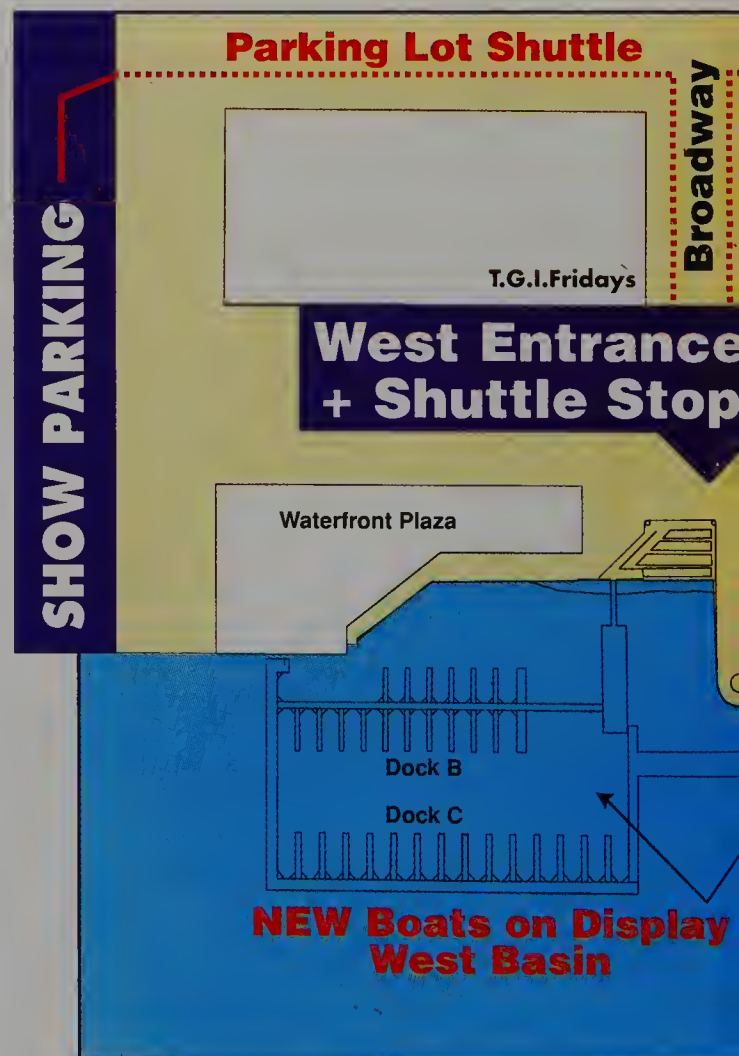 Parking Lot Shuttle
Broadway
SHOW PARKING
T.G.I.Fridays
West Entrance
+ Shuttle Stop
Waterfront Plaza
Dock B
Dock C
NEW Boats on Display
West Basin